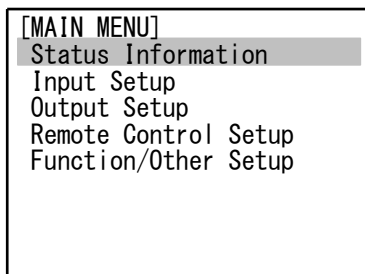 [MAIN MENU]
Status Information
Input Setup
Output Setup
Remote Control Setup
Function/Other Setup